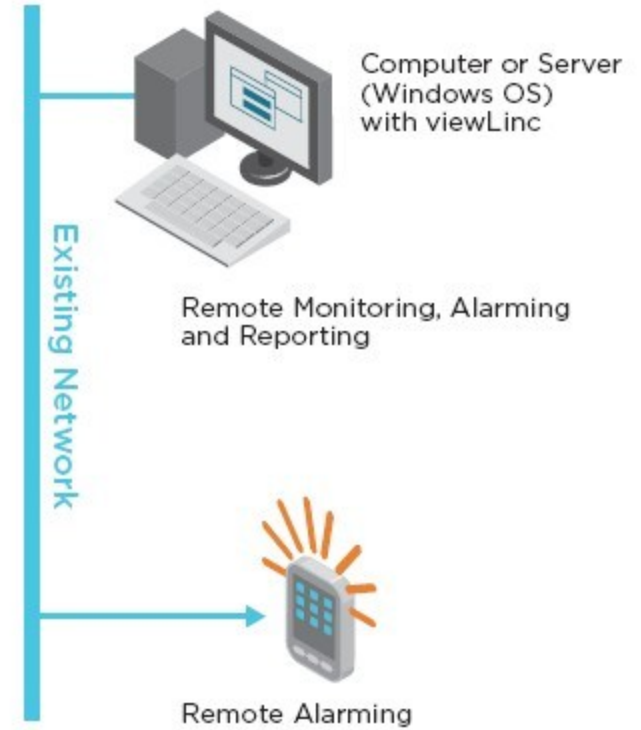 Computer or Server
(Windows OS)
with viewLinc
Existing Network
Remote Monitoring, Alarming
and Reporting
Remote Alarming